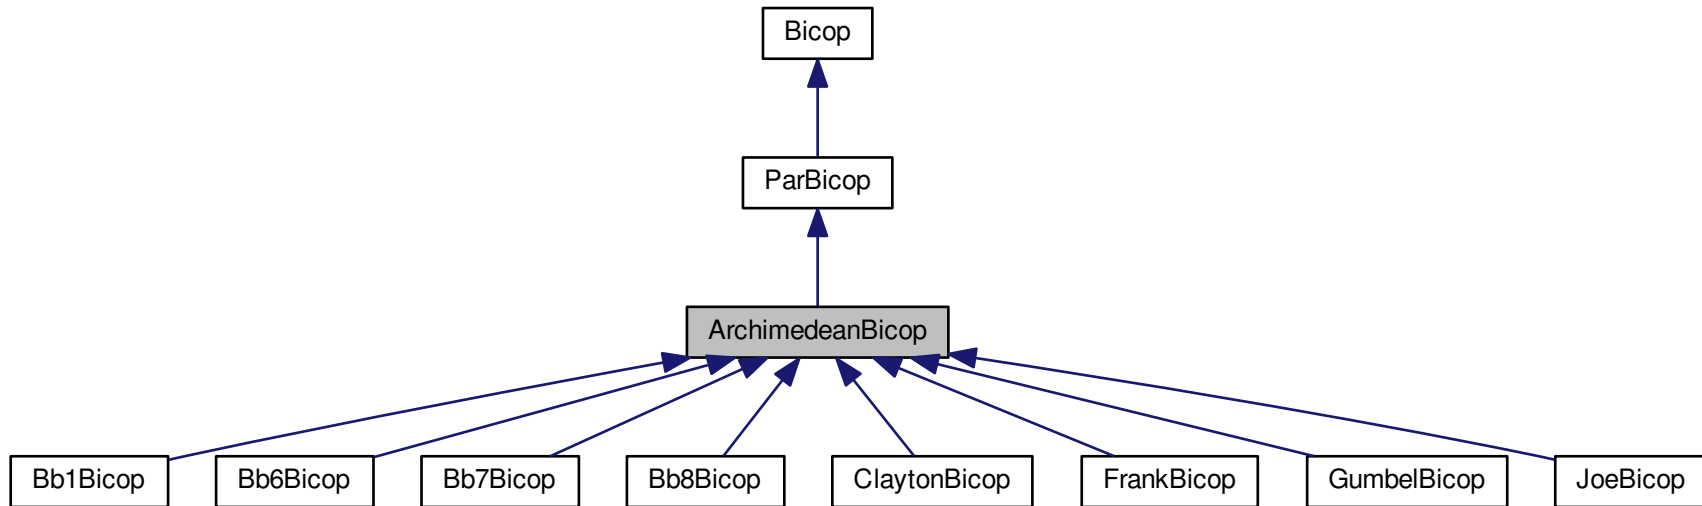 Bicop
ParBicop
ArchimedeanBicop
Bb1Bicop
Bb6Bicop
Bb7Bicop
Bb8Bicop
ClaytonBicop
FrankBicop
GumbelBicop
JoeBicop